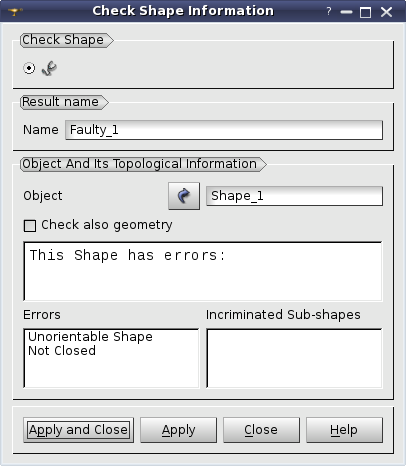 Check Shape Information
?
Check Shape
Result name
Name Faulty_1
Object And Its Topological Information
Object Shape_1
Check also geometry
This Shape has errors:
Errors Incriminated Sub-shapes
Unorientable Shape
Not Closed
Apply and Close Apply Close Help